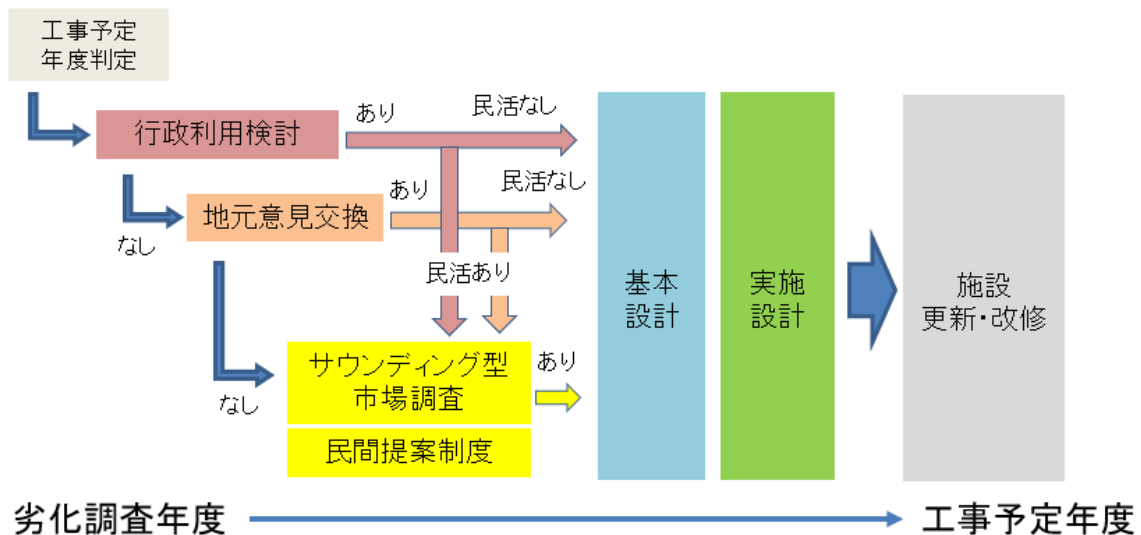 工事予定
年度判定
行政利用検討
あり
民活なし
なし
地元意見交換
あり
民活なし
民活あり
なし
サウンディング型
市場調査
あり
民間提案制度
基本
設計
実施
設計
施設
更新・改修
劣化調査年度
工事予定年度